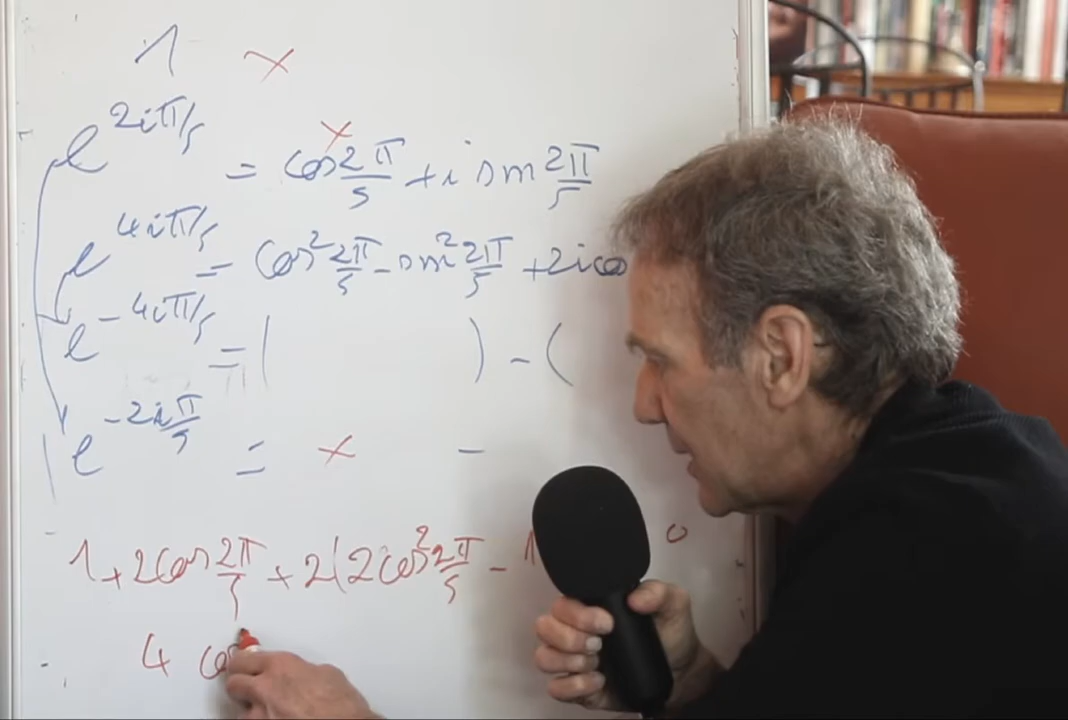 1 ×
e^{2iπ/5} = cos 2π/5 + i sin 2π/5
e^{4iπ/5} = cos² 2π/5 - sin² 2π/5 + 2i cos
e^{-4iπ/5} = ( ) - (
e^{-2iπ/5} = × -
1 + 2cos 2π/5 + 2(2cos² 2π/5 - 1 0
4 co